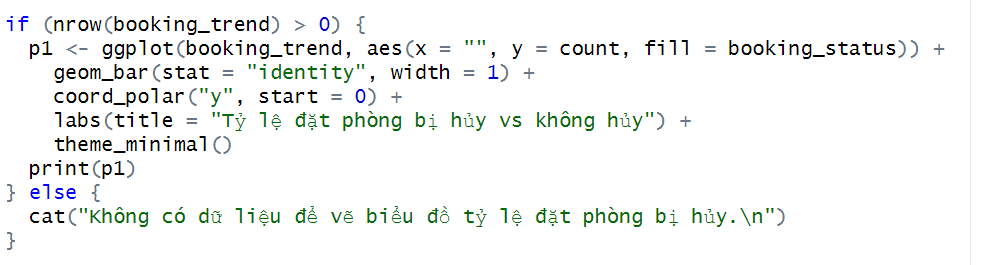 if (nrow(booking_trend) > 0) {
  p1 <- ggplot(booking_trend, aes(x = "", y = count, fill = booking_status)) +
    geom_bar(stat = "identity", width = 1) +
    coord_polar("y", start = 0) +
    labs(title = "Tỷ lệ đặt phòng bị hủy vs không hủy") +
    theme_minimal()
  print(p1)
} else {
  cat("Không có dữ liệu để vẽ biểu đồ tỷ lệ đặt phòng bị hủy.\n")
}